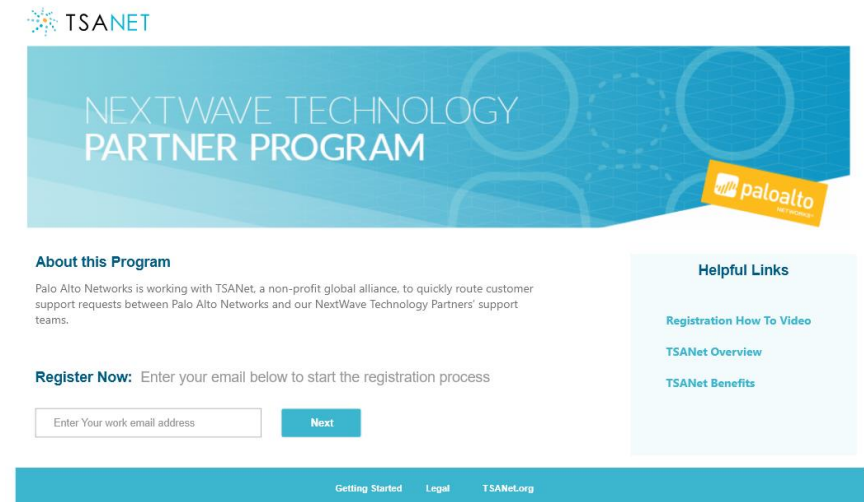 TSANET
NEXTWAVE TECHNOLOGY
PARTNER PROGRAM
paloalto
NETWORKS
About this Program
Palo Alto Networks is working with TSANet, a non-profit global alliance, to quickly route customer
support requests between Palo Alto Networks and our NextWave Technology Partners' support
teams.
Register Now: Enter your email below to start the registration process
Enter Your work email address
Next
Helpful Links
Registration How To Video
TSANet Overview
TSANet Benefits
Getting Started
Legal
TSANet.org